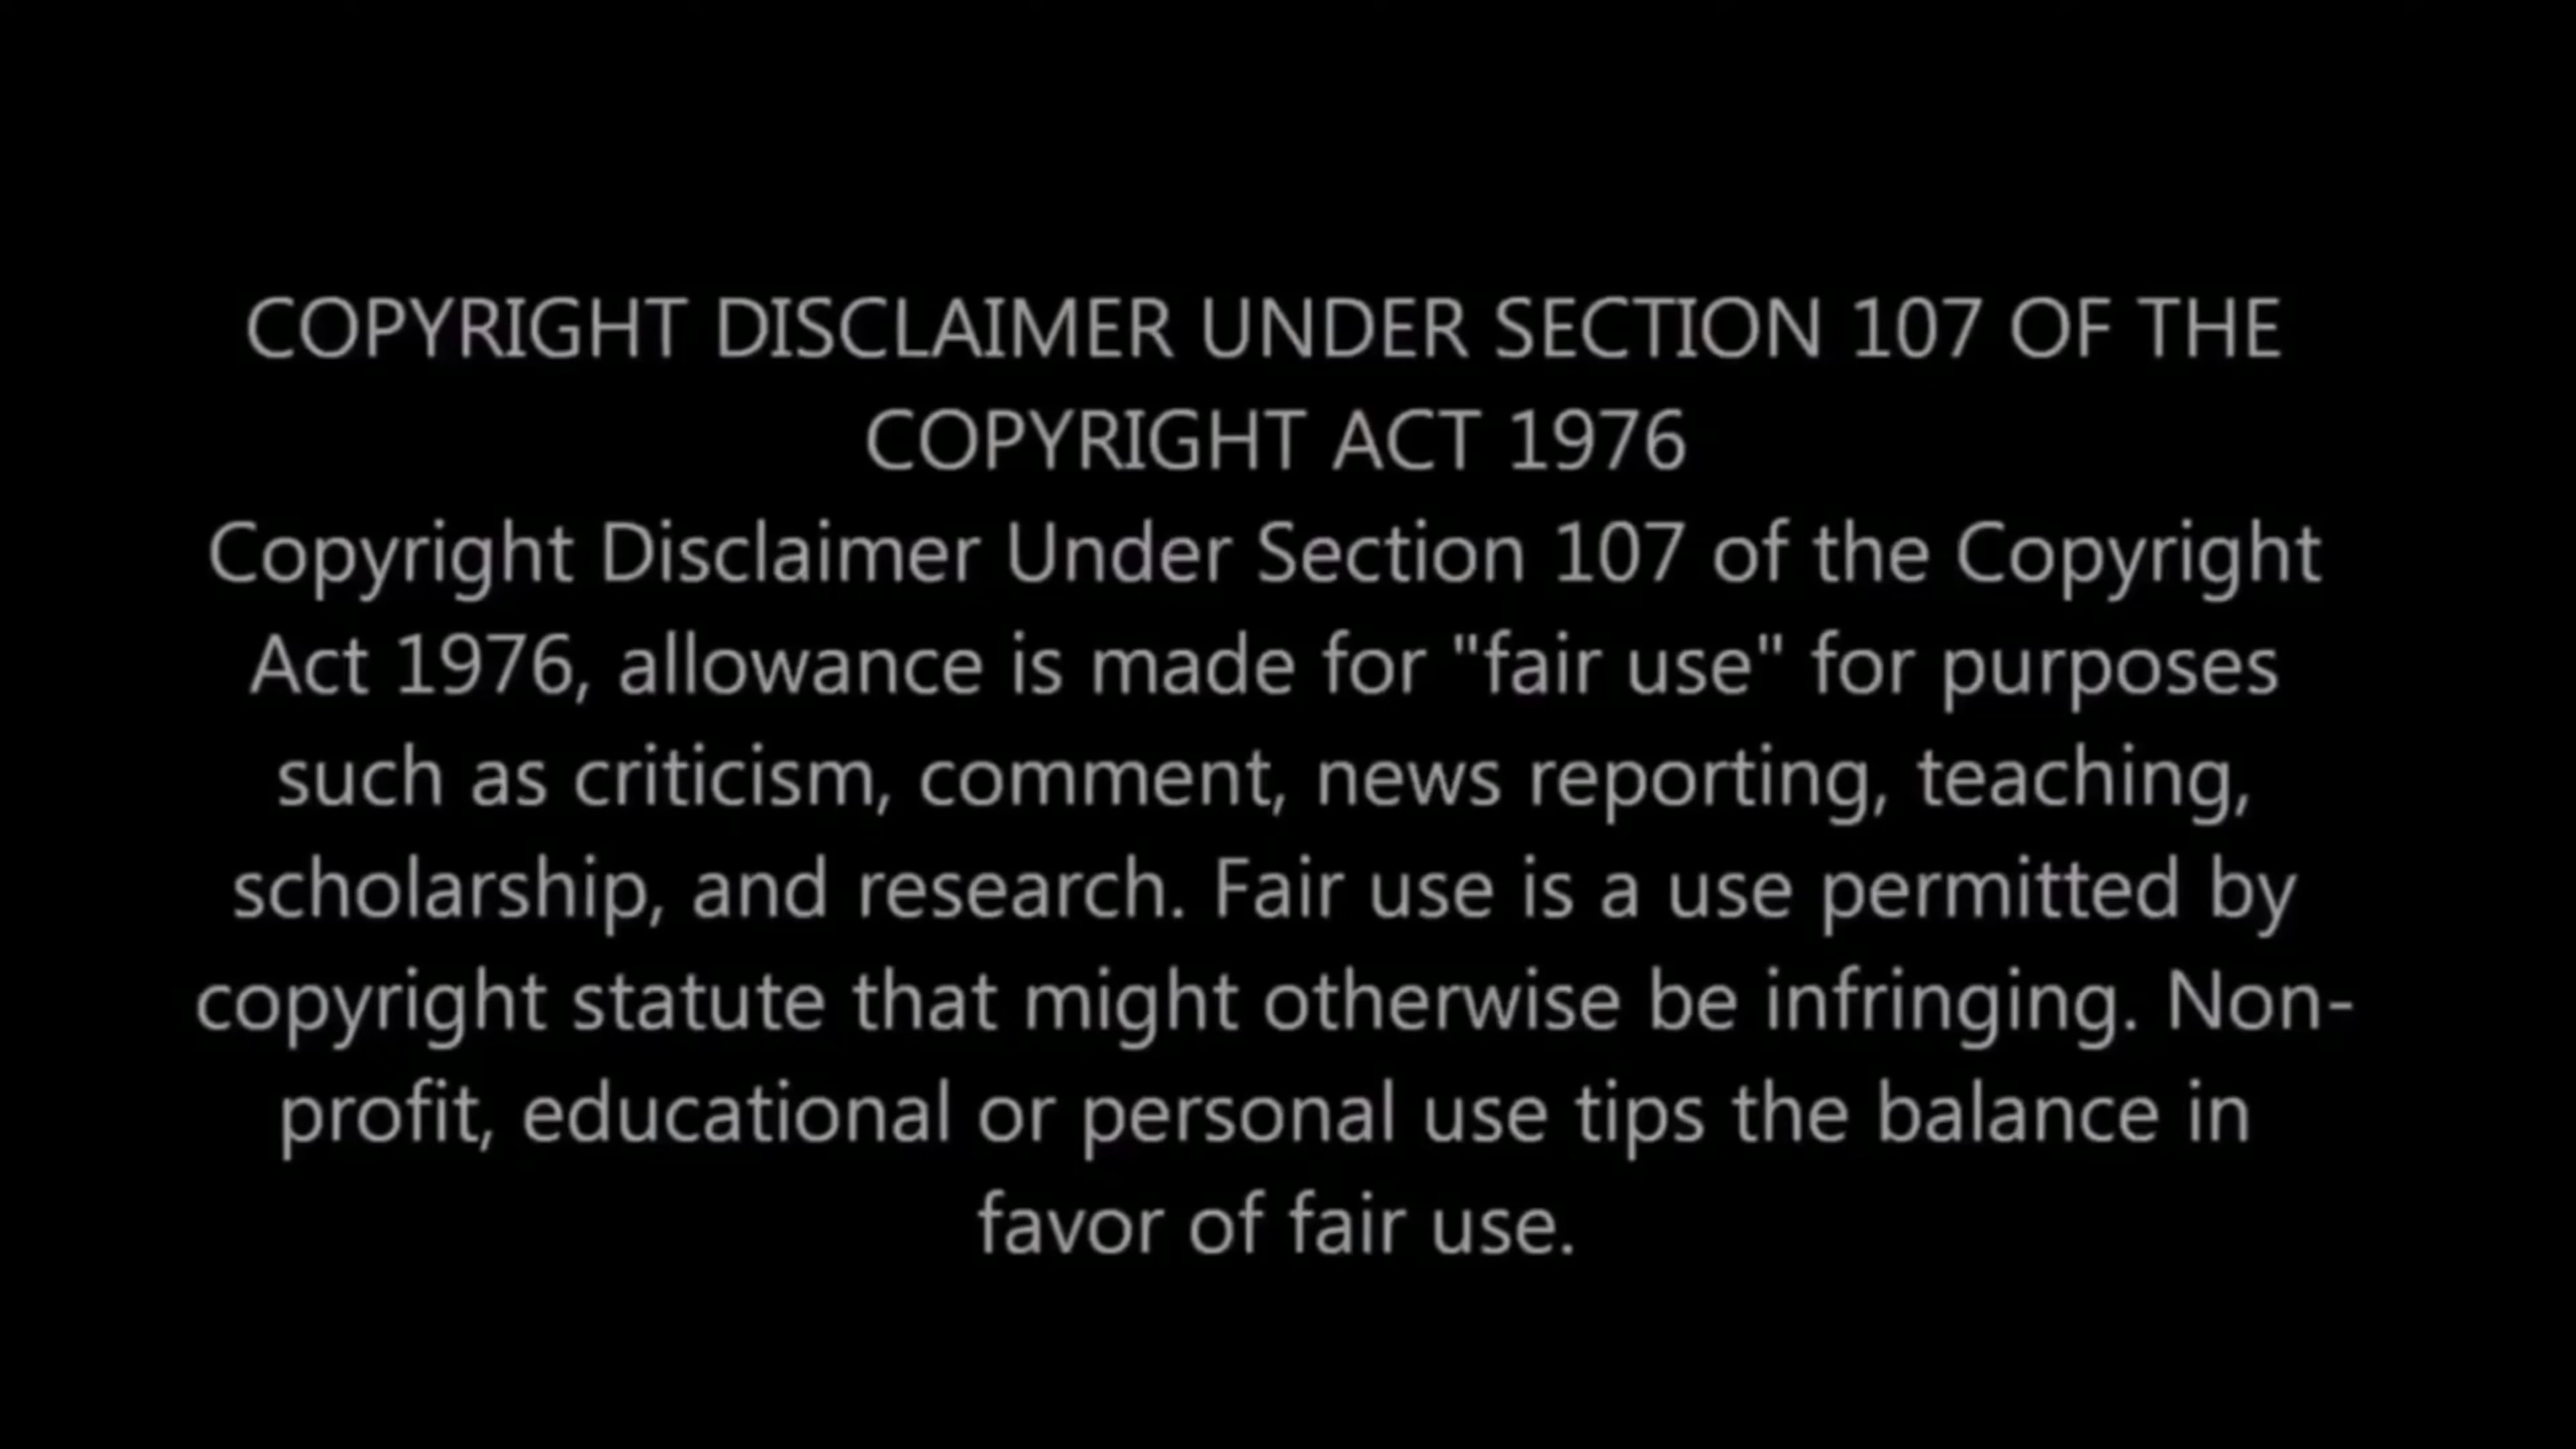 COPYRIGHT DISCLAIMER UNDER SECTION 107 OF THE
COPYRIGHT ACT 1976
Copyright Disclaimer Under Section 107 of the Copyright
Act 1976, allowance is made for "fair use" for purposes
such as criticism, comment, news reporting, teaching,
scholarship, and research. Fair use is a use permitted by
copyright statute that might otherwise be infringing. Non-
profit, educational or personal use tips the balance in
favor of fair use.